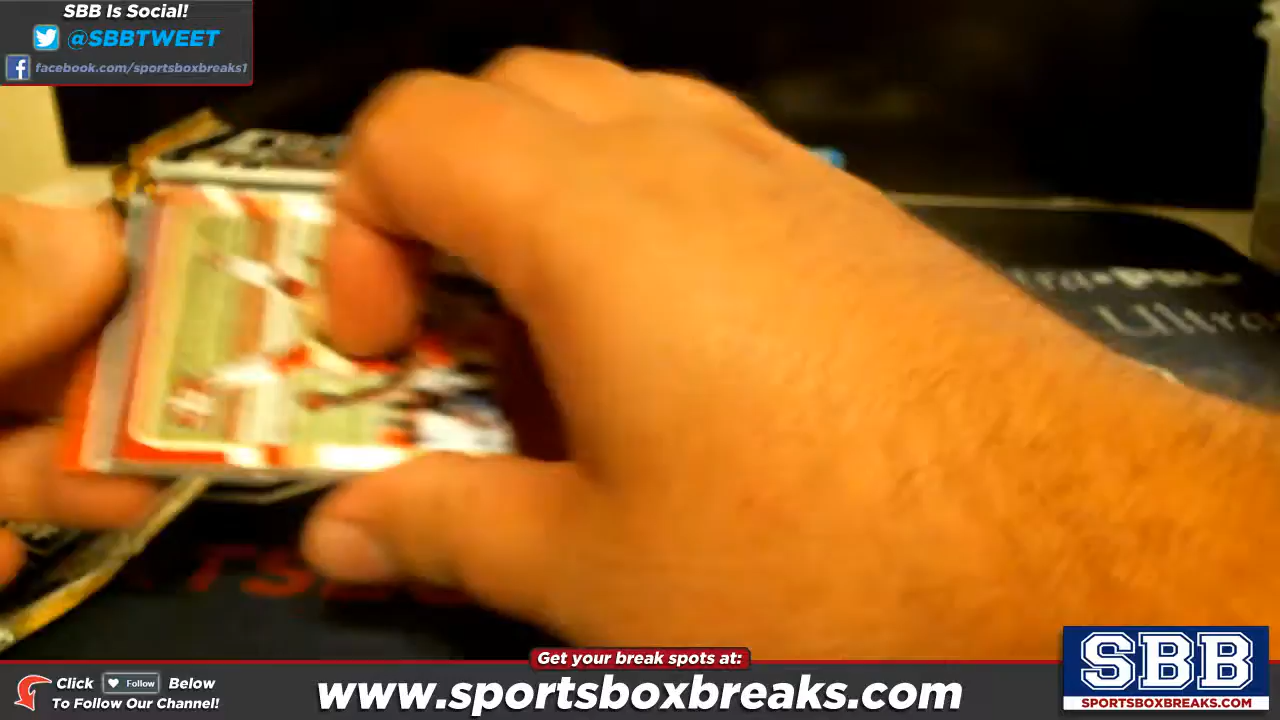 SBB Is Social!
@SBBTWEET
facebook.com/sportsboxbreaks1
Ultra
Get your break spots at:
Click Follow Below
To Follow Our Channel!
www.sportsboxbreaks.com
SBB
SPORTSBOXBREAKS.COM